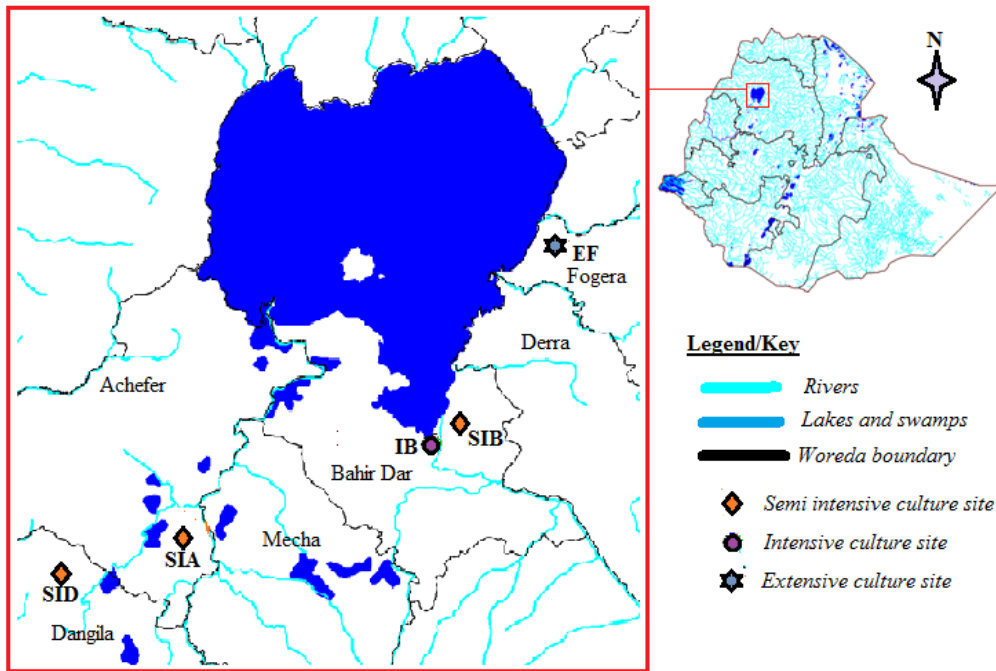 N
EF
Fogera
Derra
Achefer
SIB
IB
Bahir Dar
Mecha
SIA
SID
Dangila
Legend/Key
Rivers
Lakes and swamps
Woreda boundary
Semi intensive culture site
Intensive culture site
Extensive culture site